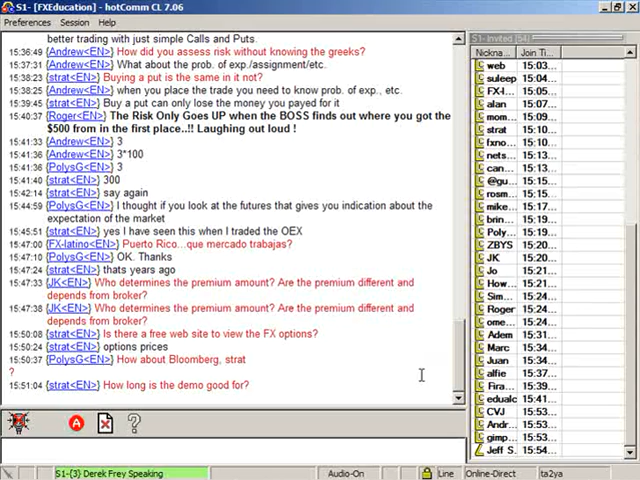 S1- [FXEducation] - hotComm CL 7.06
Preferences Session Help
better trading with just simple Calls and Puts.
15:36:49 {Andrew<EN>} How did you assess risk without knowing the greeks?
15:37:31 {Andrew<EN>} What about the prob. of exp./assignment/etc.
15:38:23 {strat<EN>} Buying a put is the same in it not?
15:38:25 {Andrew<EN>} when you place the trade you need to know prob. of exp., etc.
15:39:45 {strat<EN>} Buy a put can only lose the money you payed for it
15:40:37 {Roger<EN>} The Risk Only Goes UP when the BOSS finds out where you got the
$500 from in the first place..!! Laughing out loud !
15:41:33 {Andrew<EN>} 3
15:41:36 {Andrew<EN>} 3*100
15:41:36 {PolysG<EN>} 3
15:41:40 {strat<EN>} 300
15:42:14 {strat<EN>} say again
15:44:59 {PolysG<EN>} I thought if you look at the futures that gives you indication about the
expectation of the market
15:45:51 {strat<EN>} yes I have seen this when I traded the OEX
15:47:00 {FX-latino<EN>} Puerto Rico...que mercado trabajas?
15:47:10 {PolysG<EN>} OK. Thanks
15:47:24 {strat<EN>} thats years ago
15:47:33 {JK<EN>} Who determines the premium amount? Are the premium different and
depends from broker?
15:47:38 {JK<EN>} Who determines the premium amount? Are the premium different and
depends from broker?
15:50:08 {strat<EN>} Is there a free web site to view the FX options?
15:50:24 {strat<EN>} options prices
15:50:37 {PolysG<EN>} How about Bloomberg, strat
?
15:51:04 {strat<EN>} How long is the demo good for?
S1- Invited (54)
Nickna... Join Ti...
web 15:03...
suleep 15:04...
FX-l... 15:05...
alan 15:07...
mom... 15:08...
strat 15:10...
fxno... 15:10...
nets... 15:13...
can... 15:13...
@gu... 15:15...
rosm... 15:15...
mike... 15:17...
brin... 15:19...
Poly... 15:19...
ZBYS 15:20...
JK 15:20...
Jo 15:21...
How... 15:21...
Sim... 15:24...
Roger 15:24...
ome... 15:27...
Adem 15:27...
Marc 15:27...
Juan 15:34...
alfie 15:37...
Fira... 15:39...
edualc 15:41...
CVJ 15:53...
Andr... 15:53...
gimp... 15:53...
Jeff S... 15:54...
A
S1-{3} Derek Frey Speaking
Audio-On
Line
Online-Direct
ta2ya